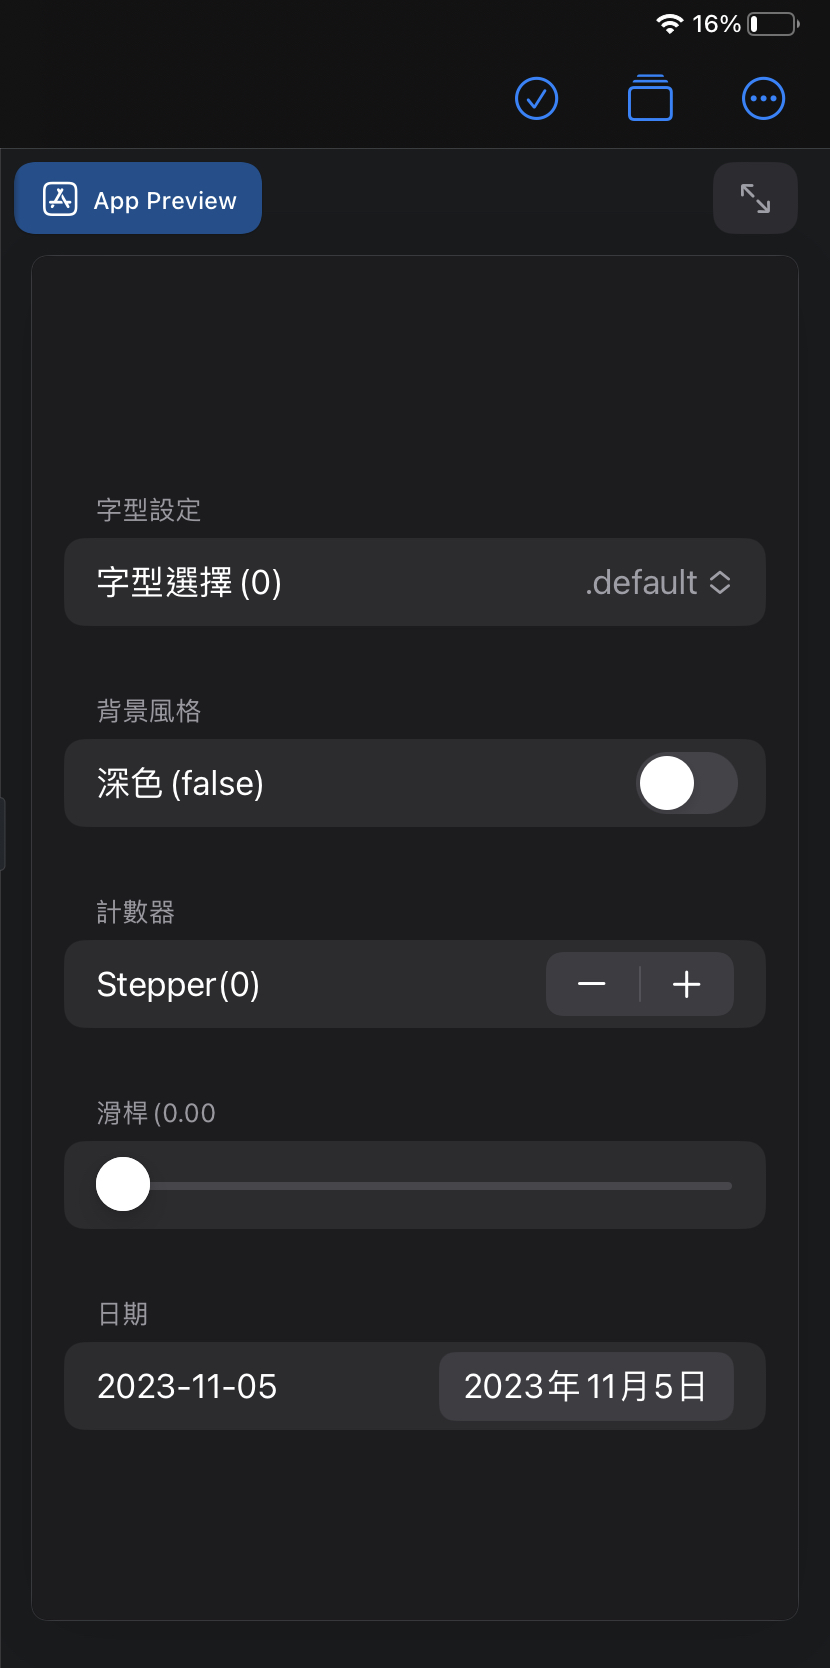 16%
App Preview
字型設定
字型選擇 (0) .default
背景風格
深色 (false)
計數器
Stepper(0)
滑桿 (0.00
日期
2023-11-05 2023年11月5日